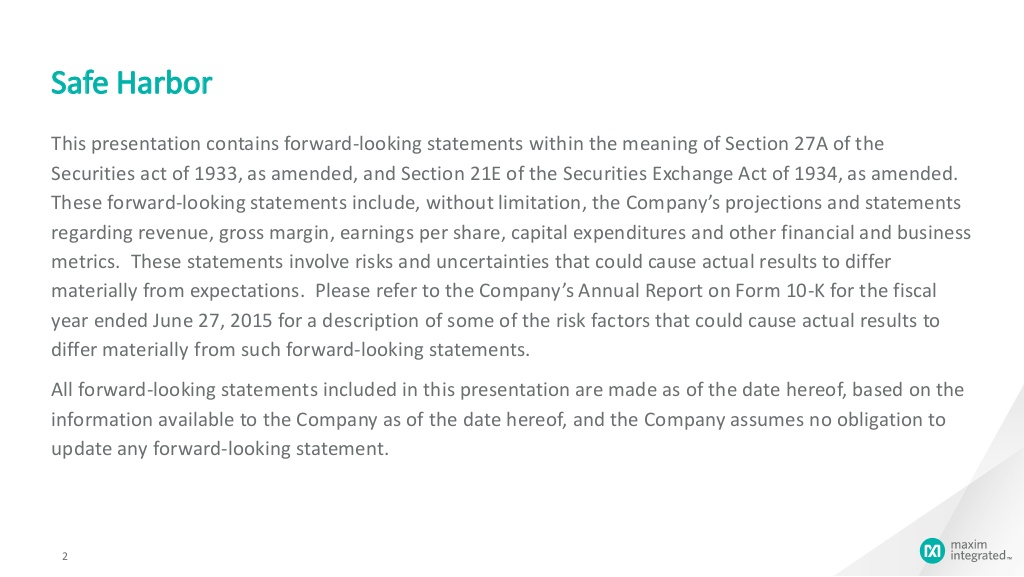 Safe Harbor
This presentation contains forward-looking statements within the meaning of Section 27A of the
Securities act of 1933, as amended, and Section 21E of the Securities Exchange Act of 1934, as amended.
These forward-looking statements include, without limitation, the Company's projections and statements
regarding revenue, gross margin, earnings per share, capital expenditures and other financial and business
metrics.  These statements involve risks and uncertainties that could cause actual results to differ
materially from expectations.  Please refer to the Company's Annual Report on Form 10-K for the fiscal
year ended June 27, 2015 for a description of some of the risk factors that could cause actual results to
differ materially from such forward-looking statements.
All forward-looking statements included in this presentation are made as of the date hereof, based on the
information available to the Company as of the date hereof, and the Company assumes no obligation to
update any forward-looking statement.
2
maxim
integrated™